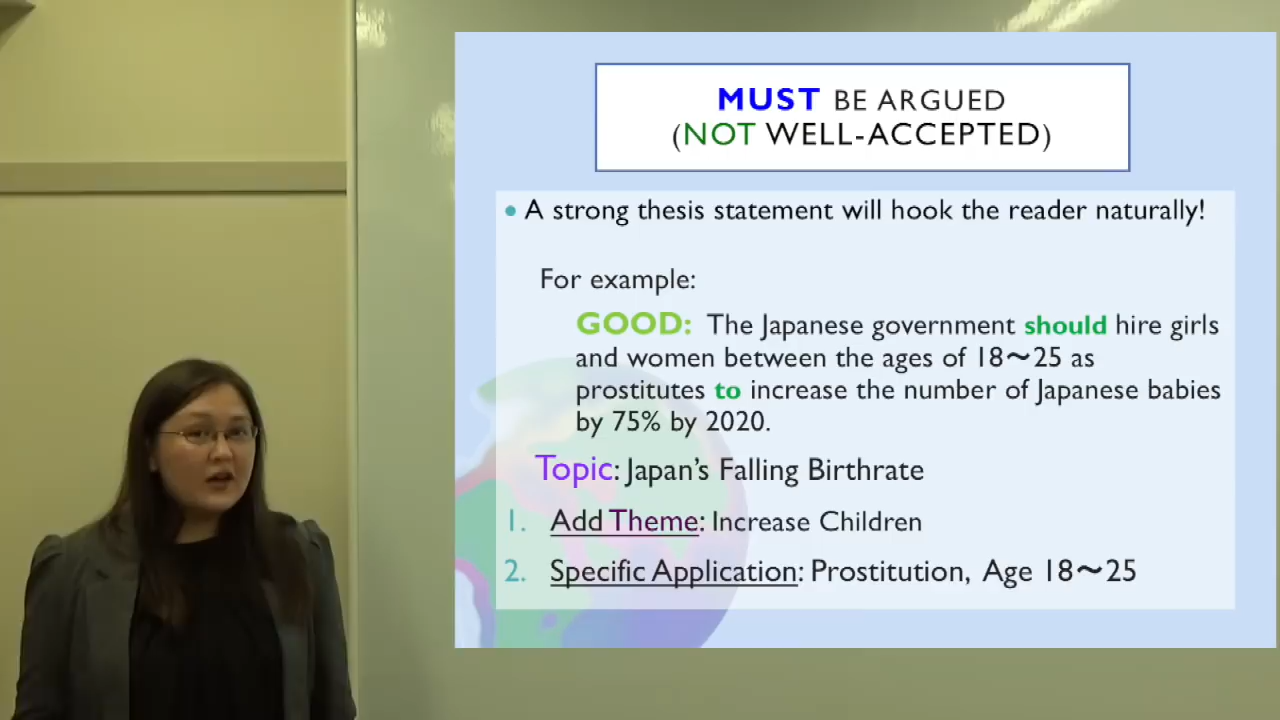 MUST BE ARGUED
(NOT WELL-ACCEPTED)
• A strong thesis statement will hook the reader naturally!
For example:
GOOD: The Japanese government should hire girls
and women between the ages of 18～25 as
prostitutes to increase the number of Japanese babies
by 75% by 2020.
Topic: Japan's Falling Birthrate
1. Add Theme: Increase Children
2. Specific Application: Prostitution, Age 18～25